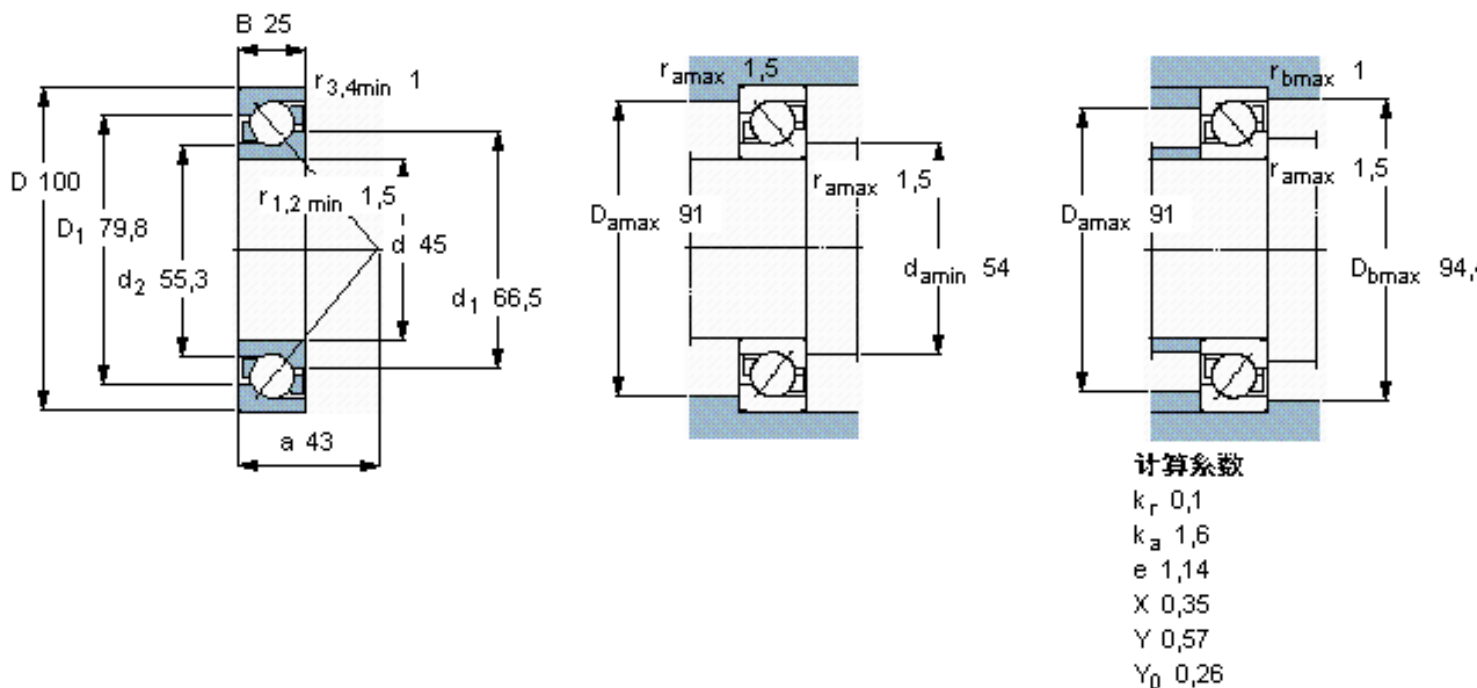 B 25
r3,4min 1
D 100
D1 79,8
d2 55,3
r1,2 min 1,5
d 45
d1 66,5
a 43
ramax 1,5
ramax 1,5
Damax 91
damin 54
rbmax 1
ramax 1,5
Damax 91
Dbmax 94,4
计算系数
kr 0,1
ka 1,6
e 1,14
X 0,35
Y 0,57
Y0 0,26